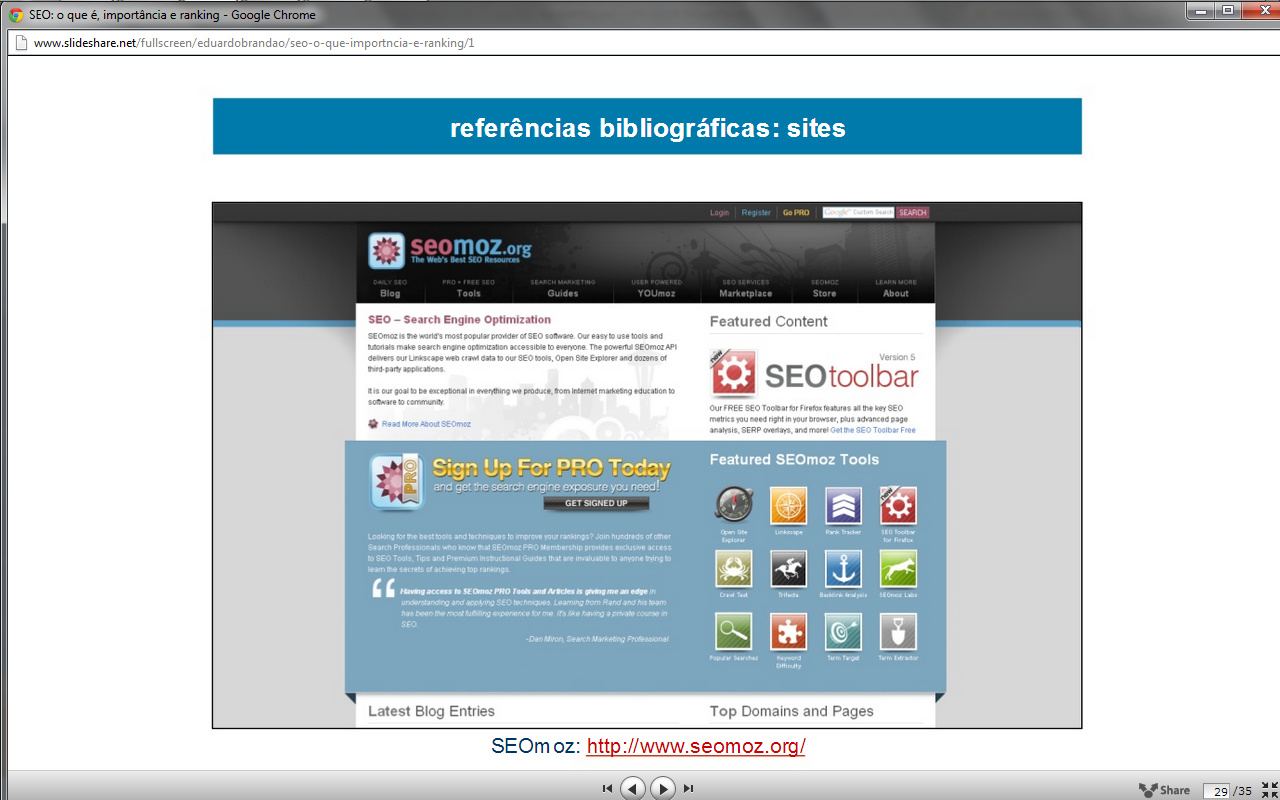 SEO: o que é, importância e ranking - Google Chrome
www.slideshare.net/fullscreen/eduardobrandao/seo-o-que-importncia-e-ranking/1
referências bibliográficas: sites
Login Register Go PRO Google™ Custom Search SEARCH
seomoz.org
The Web's Best SEO Resources
DAILY SEO PRO + FREE SEO SEARCH MARKETING USER POWERED SEO SERVICES SEOMOZ LEARN MORE
Blog Tools Guides YOUmoz Marketplace Store About
SEO – Search Engine Optimization
SEOmoz is the world's most popular provider of SEO software. Our easy to use tools and
tutorials make search engine optimization accessible to everyone. The powerful SEOmoz API
delivers our Linkscape web crawl data to our SEO tools, Open Site Explorer and dozens of
third-party applications.
It is our goal to be exceptional in everything we produce, from Internet marketing education to
software to community.
Read More About SEOmoz
Featured Content
new
Version 5
SEOtoolbar
Our FREE SEO Toolbar for Firefox features all the key SEO
metrics you need right in your browser, plus advanced page
analysis, SERP overlays, and more! Get the SEO Toolbar Free
PRO
Sign Up For PRO Today
and get the search engine exposure you need!
GET SIGNED UP
Looking for the best tools and techniques to improve your rankings? Join hundreds of other
Search Professionals who know that SEOmoz PRO Membership provides exclusive access
to SEO Tools, Tips and Premium Instructional Guides that are invaluable to anyone trying to
learn the secrets of achieving top rankings.
“ Having access to SEOmoz PRO Tools and Articles is giving me an edge in
understanding and applying SEO techniques. Learning from Rand and his team
has been the most fulfilling experience for me. It's like having a private course in
SEO.
-Dan Miron, Search Marketing Professional
Featured SEOmoz Tools
new
Open Site Explorer Linkscape Rank Tracker SEO Toolbar for Firefox
Crawl Test Trifecta Backlink Analysis SEOmoz Labs
Popular Searches Keyword Difficulty Term Target Term Extractor
Latest Blog Entries
Top Domains and Pages
SEOmoz: http://www.seomoz.org/
Share 29 /35